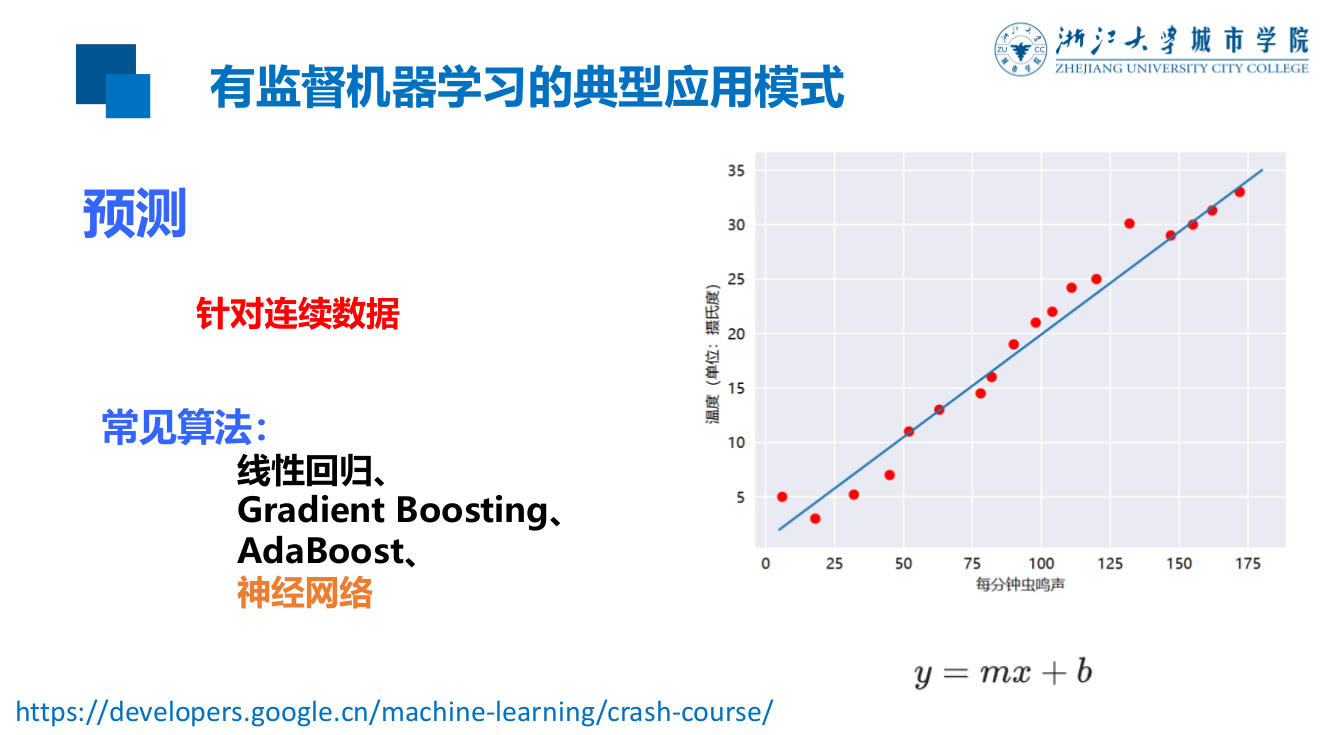 浙江大学城市学院
ZHEJIANG UNIVERSITY CITY COLLEGE
ZU
CC
有监督机器学习的典型应用模式
预测
针对连续数据
常见算法：
线性回归、
Gradient Boosting、
AdaBoost、
神经网络
温度（单位：摄氏度）
35
30
25
20
15
10
5
0 25 50 75 100 125 150 175
每分钟虫鸣声
y = mx + b
https://developers.google.cn/machine-learning/crash-course/